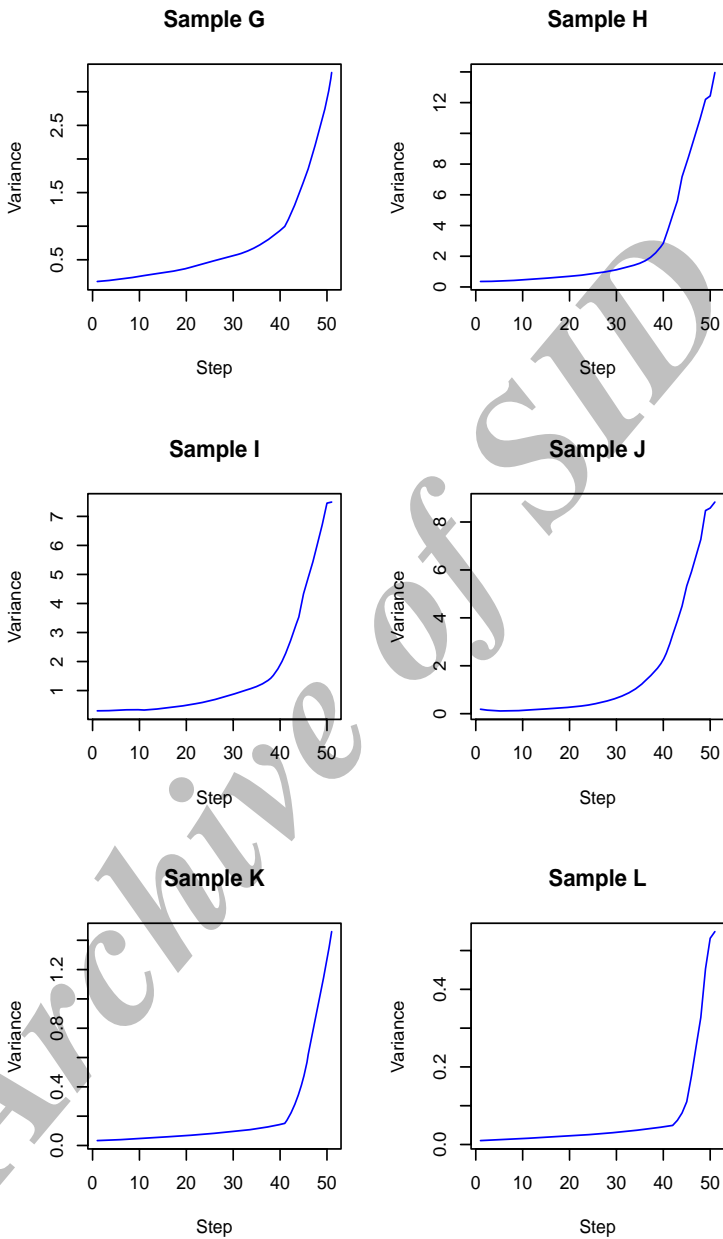 Sample G
Variance
0.5 1.5 2.5
0 10 20 30 40 50
Step
Sample H
Variance
0 2 4 6 8 12
0 10 20 30 40 50
Step
Sample I
Variance
1 2 3 4 5 6 7
0 10 20 30 40 50
Step
Sample J
Variance
0 2 4 6 8
0 10 20 30 40 50
Step
Sample K
Variance
0.0 0.4 0.8 1.2
0 10 20 30 40 50
Step
Sample L
Variance
0.0 0.2 0.4
0 10 20 30 40 50
Step
Archive of SID